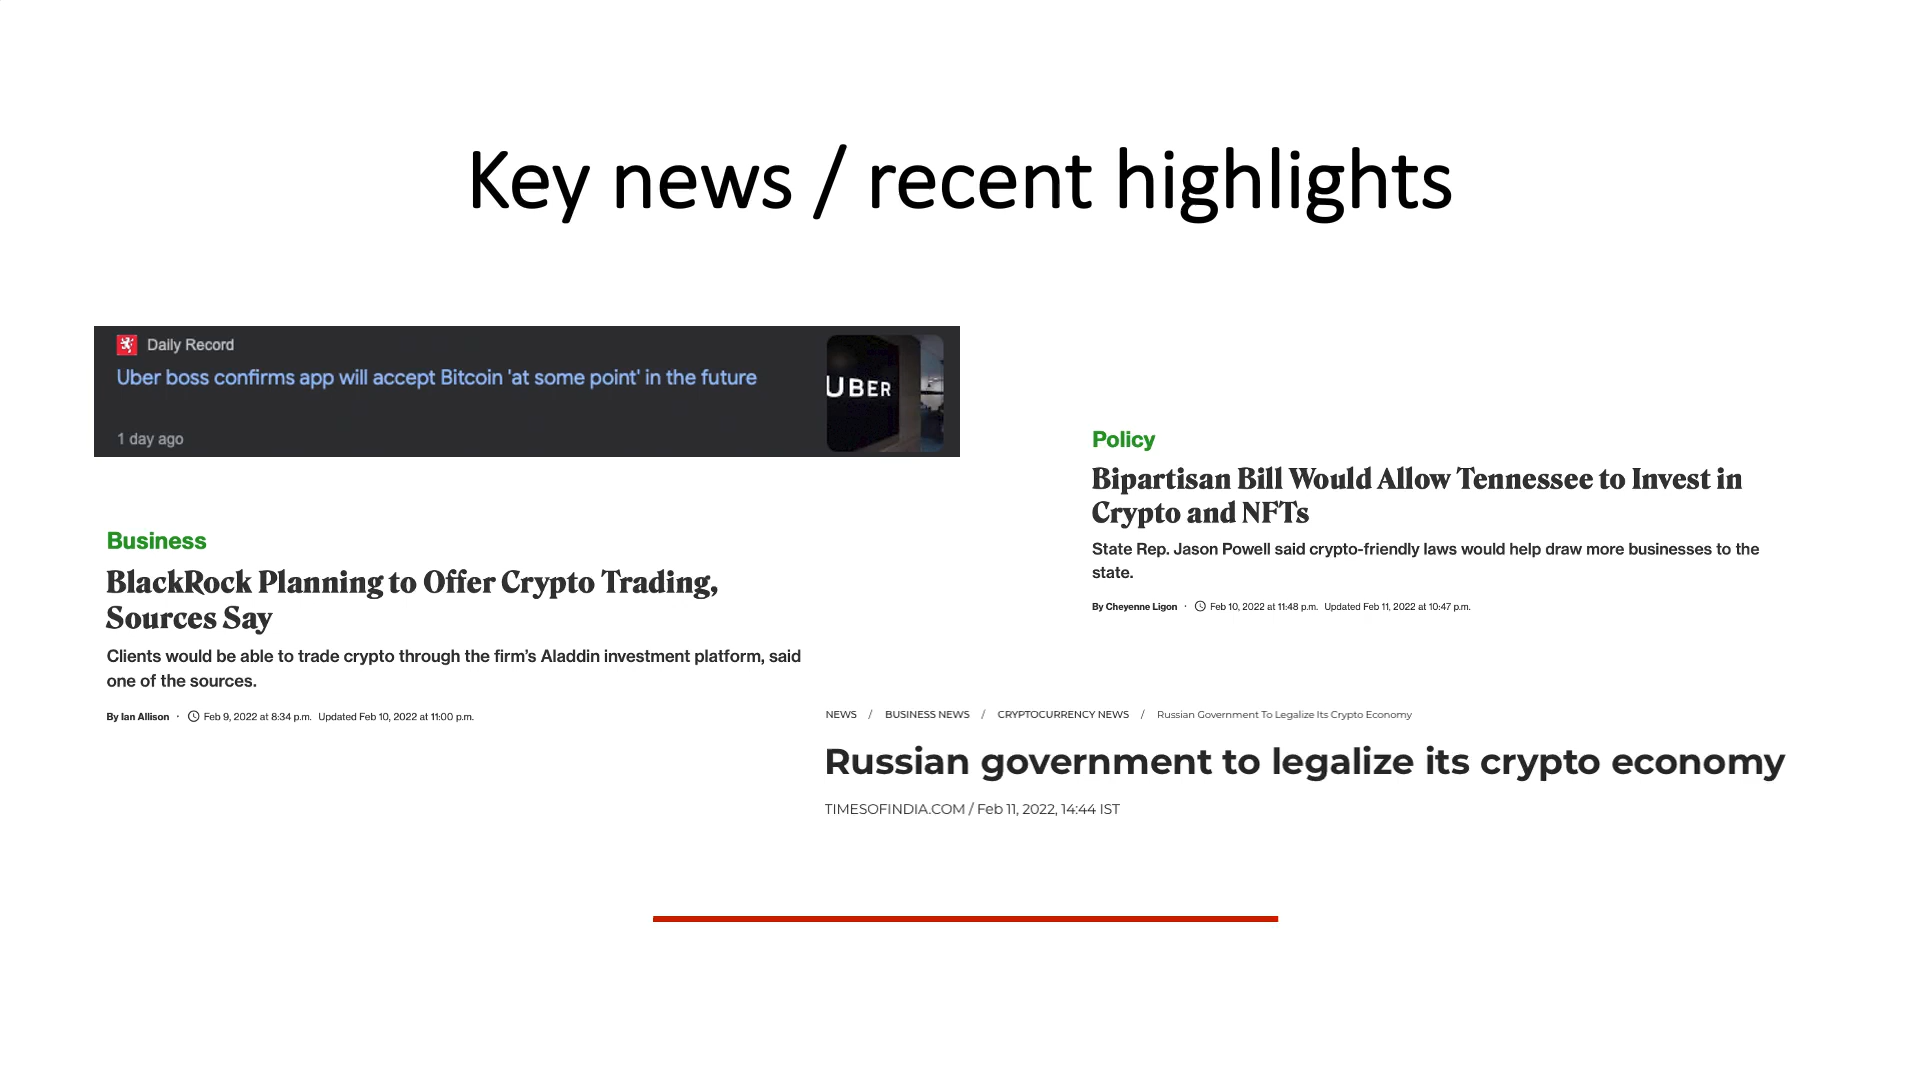 Key news / recent highlights
Daily Record
Uber boss confirms app will accept Bitcoin 'at some point' in the future
1 day ago
UBER
Business
BlackRock Planning to Offer Crypto Trading,
Sources Say
Clients would be able to trade crypto through the firm’s Aladdin investment platform, said
one of the sources.
By Ian Allison · Feb 9, 2022 at 8:34 p.m. Updated Feb 10, 2022 at 11:00 p.m.
Policy
Bipartisan Bill Would Allow Tennessee to Invest in
Crypto and NFTs
State Rep. Jason Powell said crypto-friendly laws would help draw more businesses to the
state.
By Cheyenne Ligon · Feb 10, 2022 at 11:48 p.m. Updated Feb 11, 2022 at 10:47 p.m.
NEWS / BUSINESS NEWS / CRYPTOCURRENCY NEWS / Russian Government To Legalize Its Crypto Economy
Russian government to legalize its crypto economy
TIMESOFINDIA.COM / Feb 11, 2022, 14:44 IST